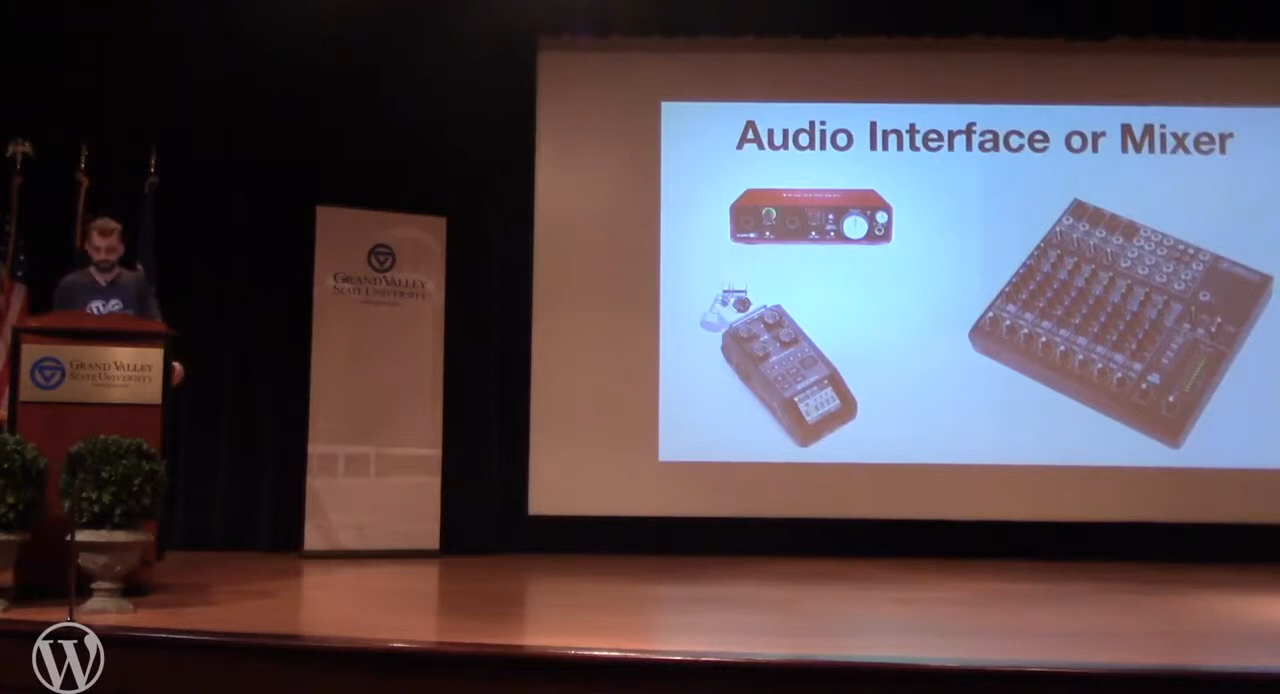 Audio Interface or Mixer
GRAND VALLEY
STATE UNIVERSITY
GRAND VALLEY
STATE UNIVERSITY
W